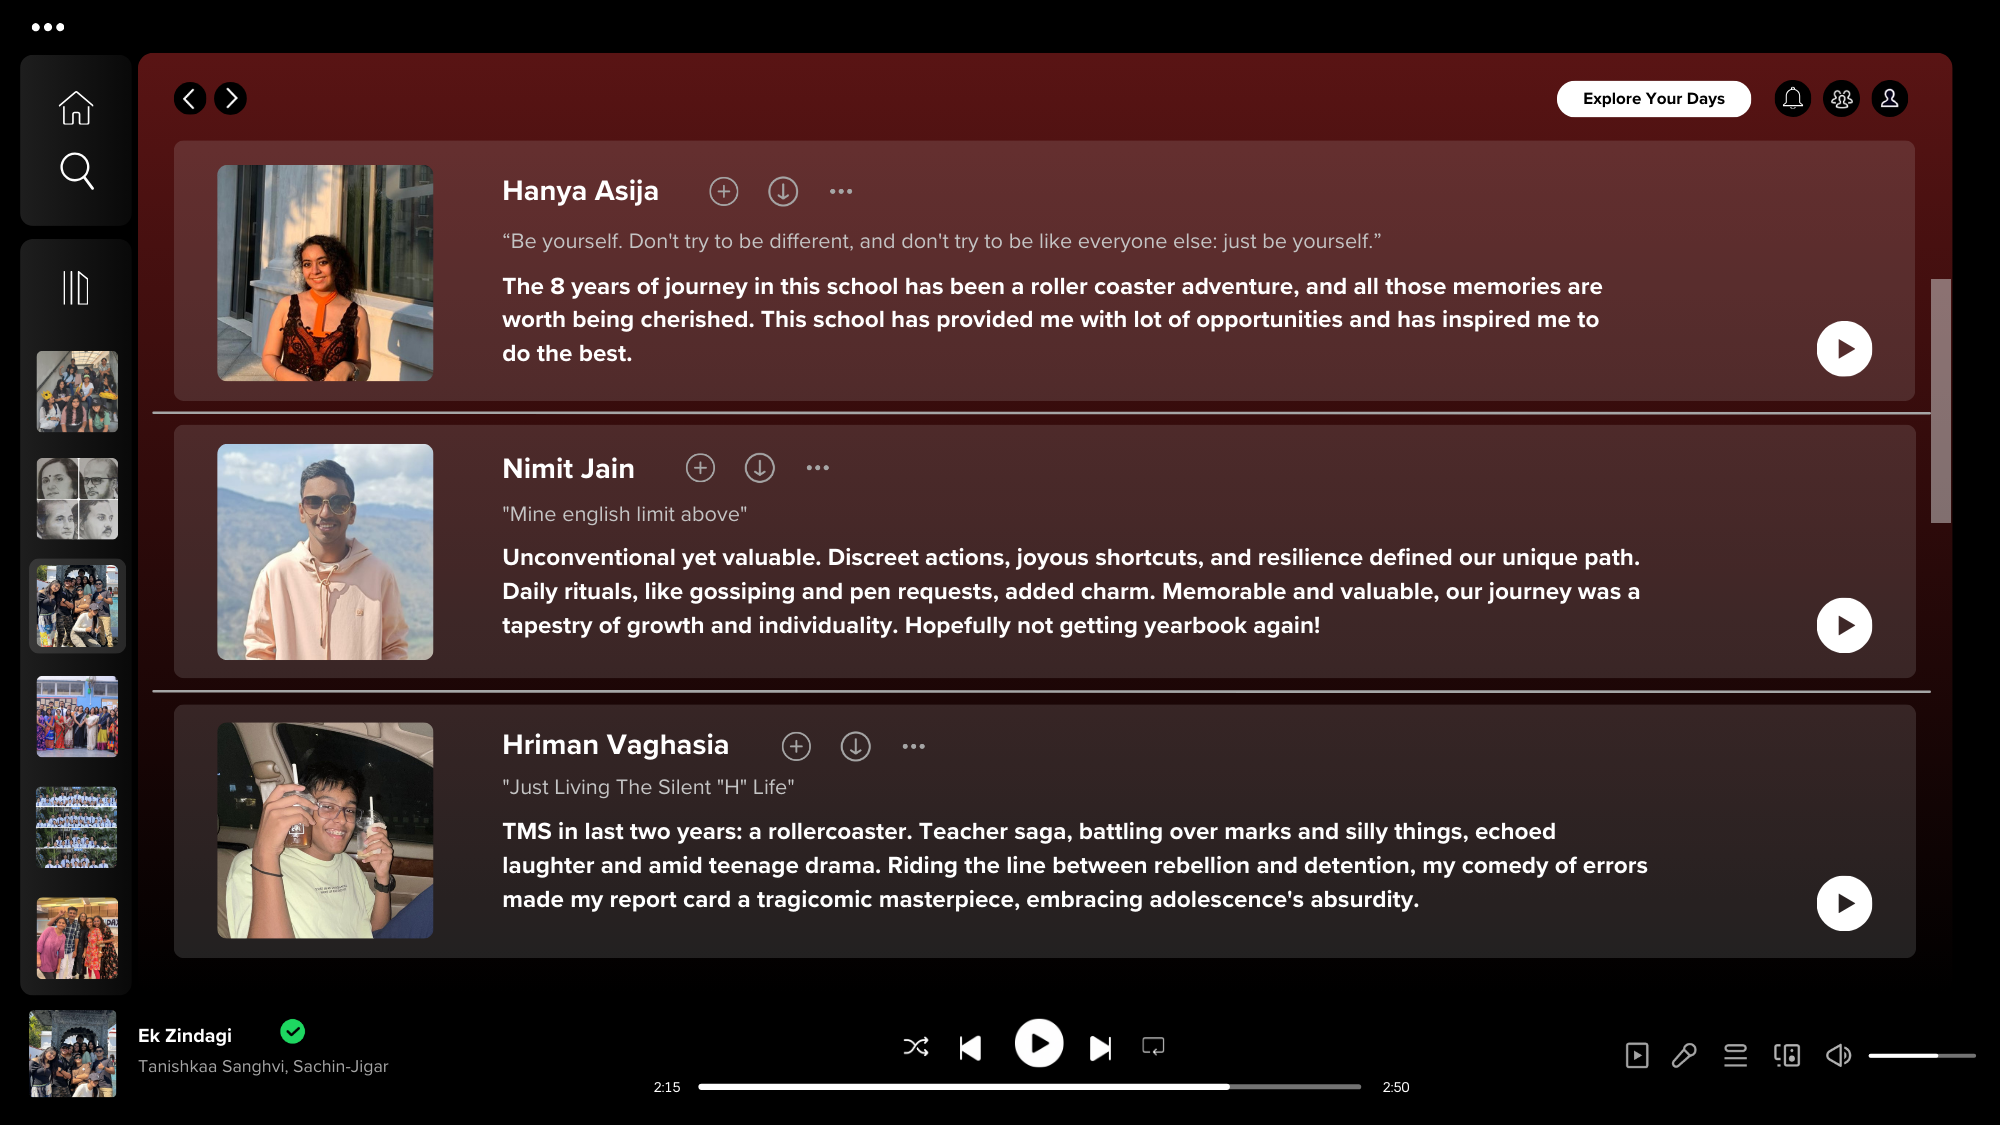 Explore Your Days
Hanya Asija
“Be yourself. Don't try to be different, and don't try to be like everyone else: just be yourself.”
The 8 years of journey in this school has been a roller coaster adventure, and all those memories are
worth being cherished. This school has provided me with lot of opportunities and has inspired me to
do the best.
Nimit Jain
"Mine english limit above"
Unconventional yet valuable. Discreet actions, joyous shortcuts, and resilience defined our unique path.
Daily rituals, like gossiping and pen requests, added charm. Memorable and valuable, our journey was a
tapestry of growth and individuality. Hopefully not getting yearbook again!
Hriman Vaghasia
"Just Living The Silent "H" Life"
TMS in last two years: a rollercoaster. Teacher saga, battling over marks and silly things, echoed
laughter and amid teenage drama. Riding the line between rebellion and detention, my comedy of errors
made my report card a tragicomic masterpiece, embracing adolescence's absurdity.
Ek Zindagi
Tanishkaa Sanghvi, Sachin-Jigar
2:15
2:50